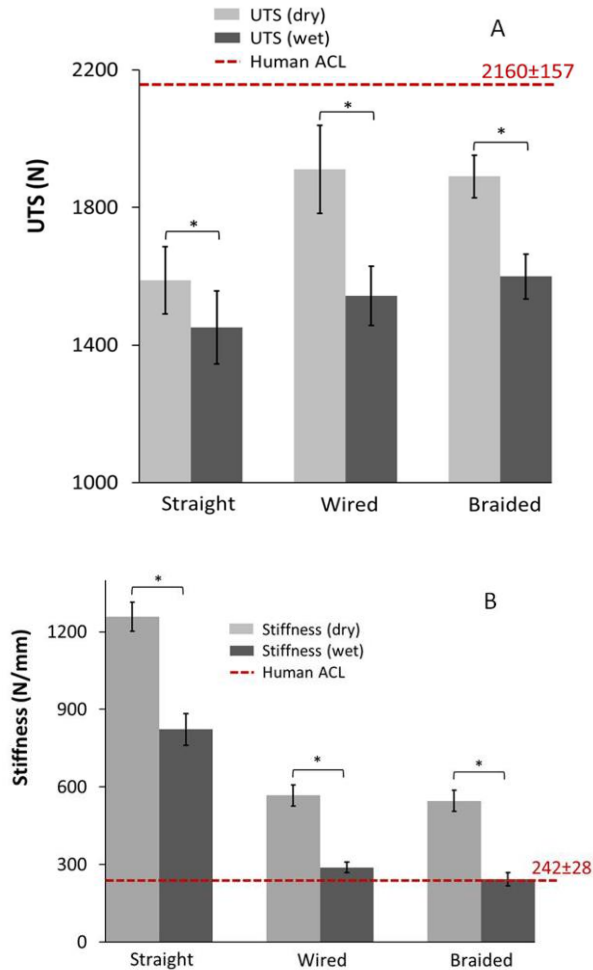 UTS (dry)
A
UTS (wet)
Human ACL
2160±157
2200
*
*
1800
*
UTS (N)
1400
1000
Straight
Wired
Braided
B
*
1200
Stiffness (dry)
Stiffness (wet)
Human ACL
900
Stiffness (N/mm)
*
*
600
300
242±28
0
Straight
Wired
Braided